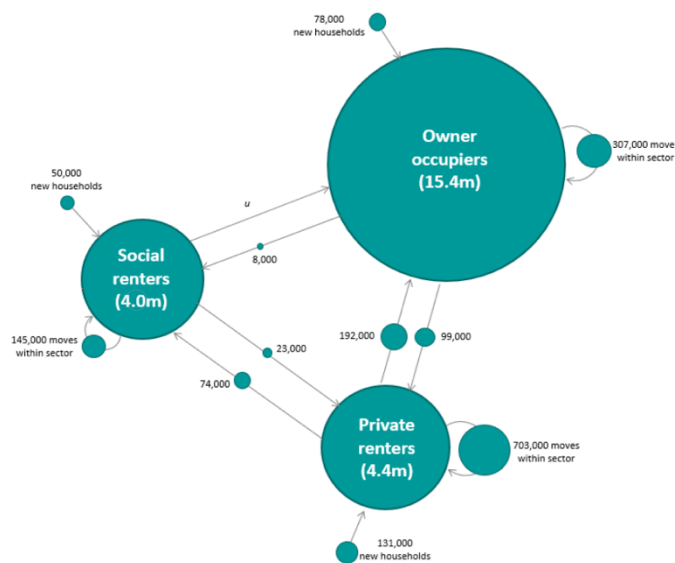 78,000
new households
Owner
occupiers
(15.4m)
307,000 move
within sector
50,000
new households
u
8,000
Social
renters
(4.0m)
145,000 moves
within sector
23,000
192,000
99,000
74,000
Private
renters
(4.4m)
703,000 moves
within sector
131,000
new households